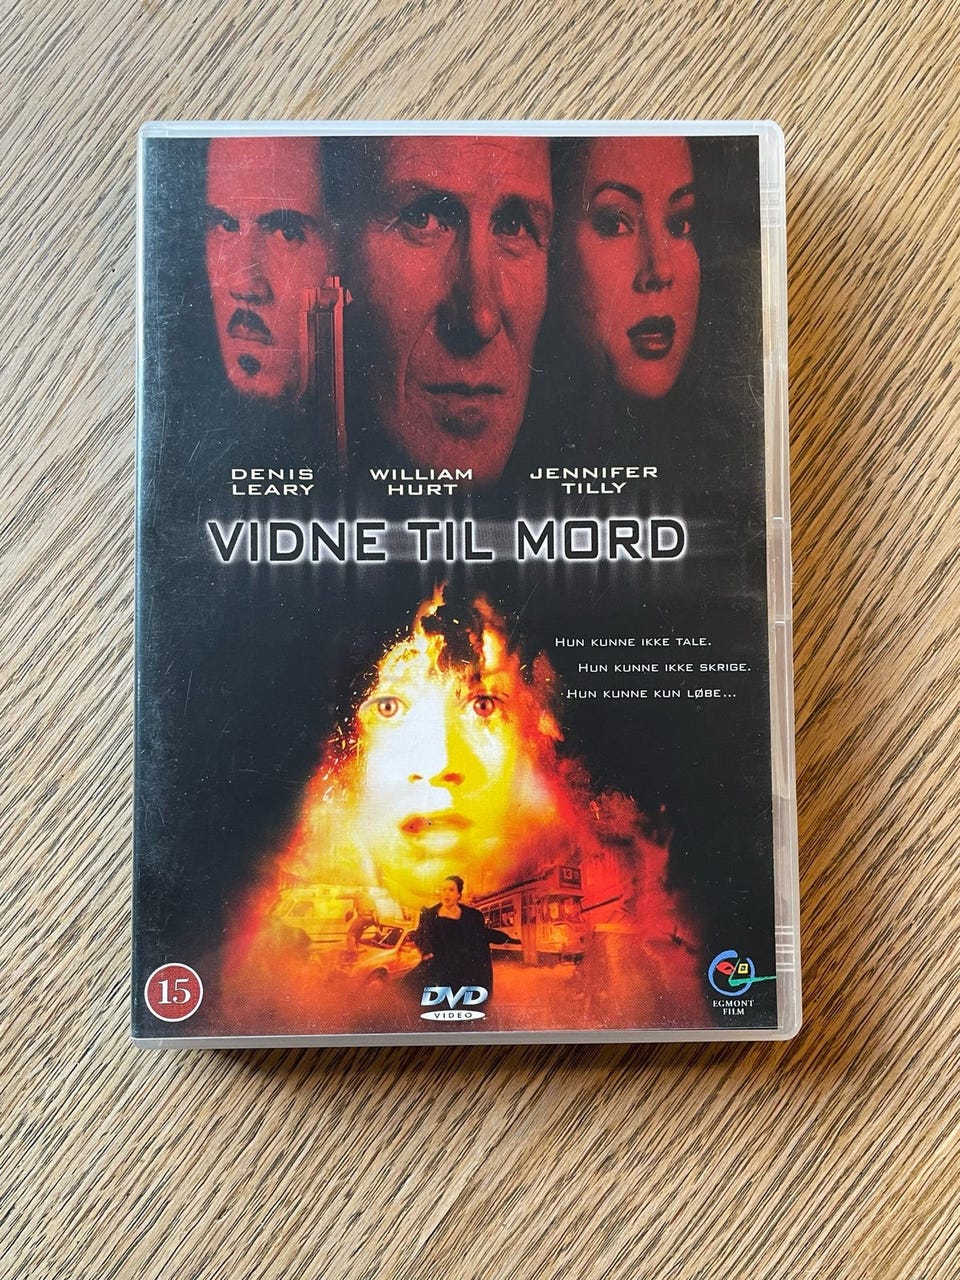 DENIS
LEARY
WILLIAM
HURT
JENNIFER
TILLY
VIDNE TIL MORD
HUN KUNNE IKKE TALE.
HUN KUNNE IKKE SKRIGE.
HUN KUNNE KUN LØBE...
13
15
DVD
VIDEO
EGMONT
FILM